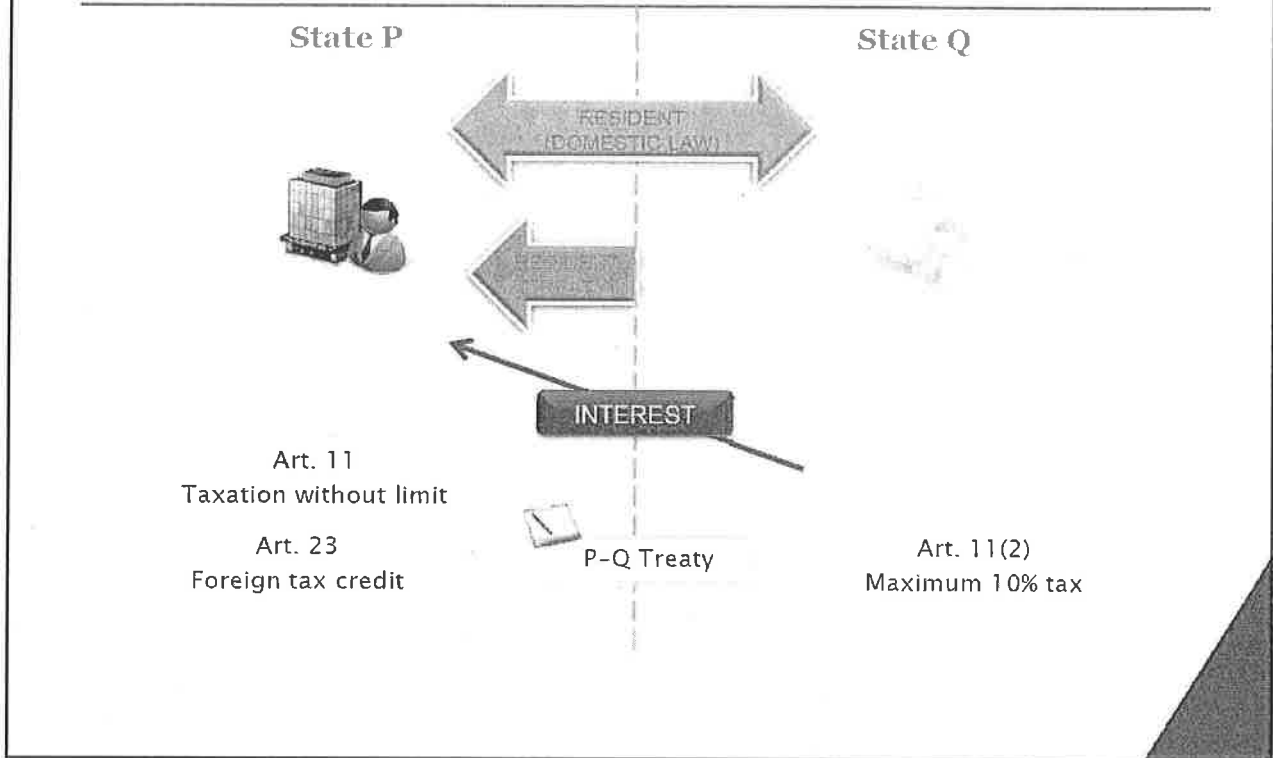 State P
State Q
RESIDENT
(DOMESTIC LAW)
RESIDENT
INTEREST
Art. 11
Taxation without limit
Art. 23
Foreign tax credit
P-Q Treaty
Art. 11(2)
Maximum 10% tax